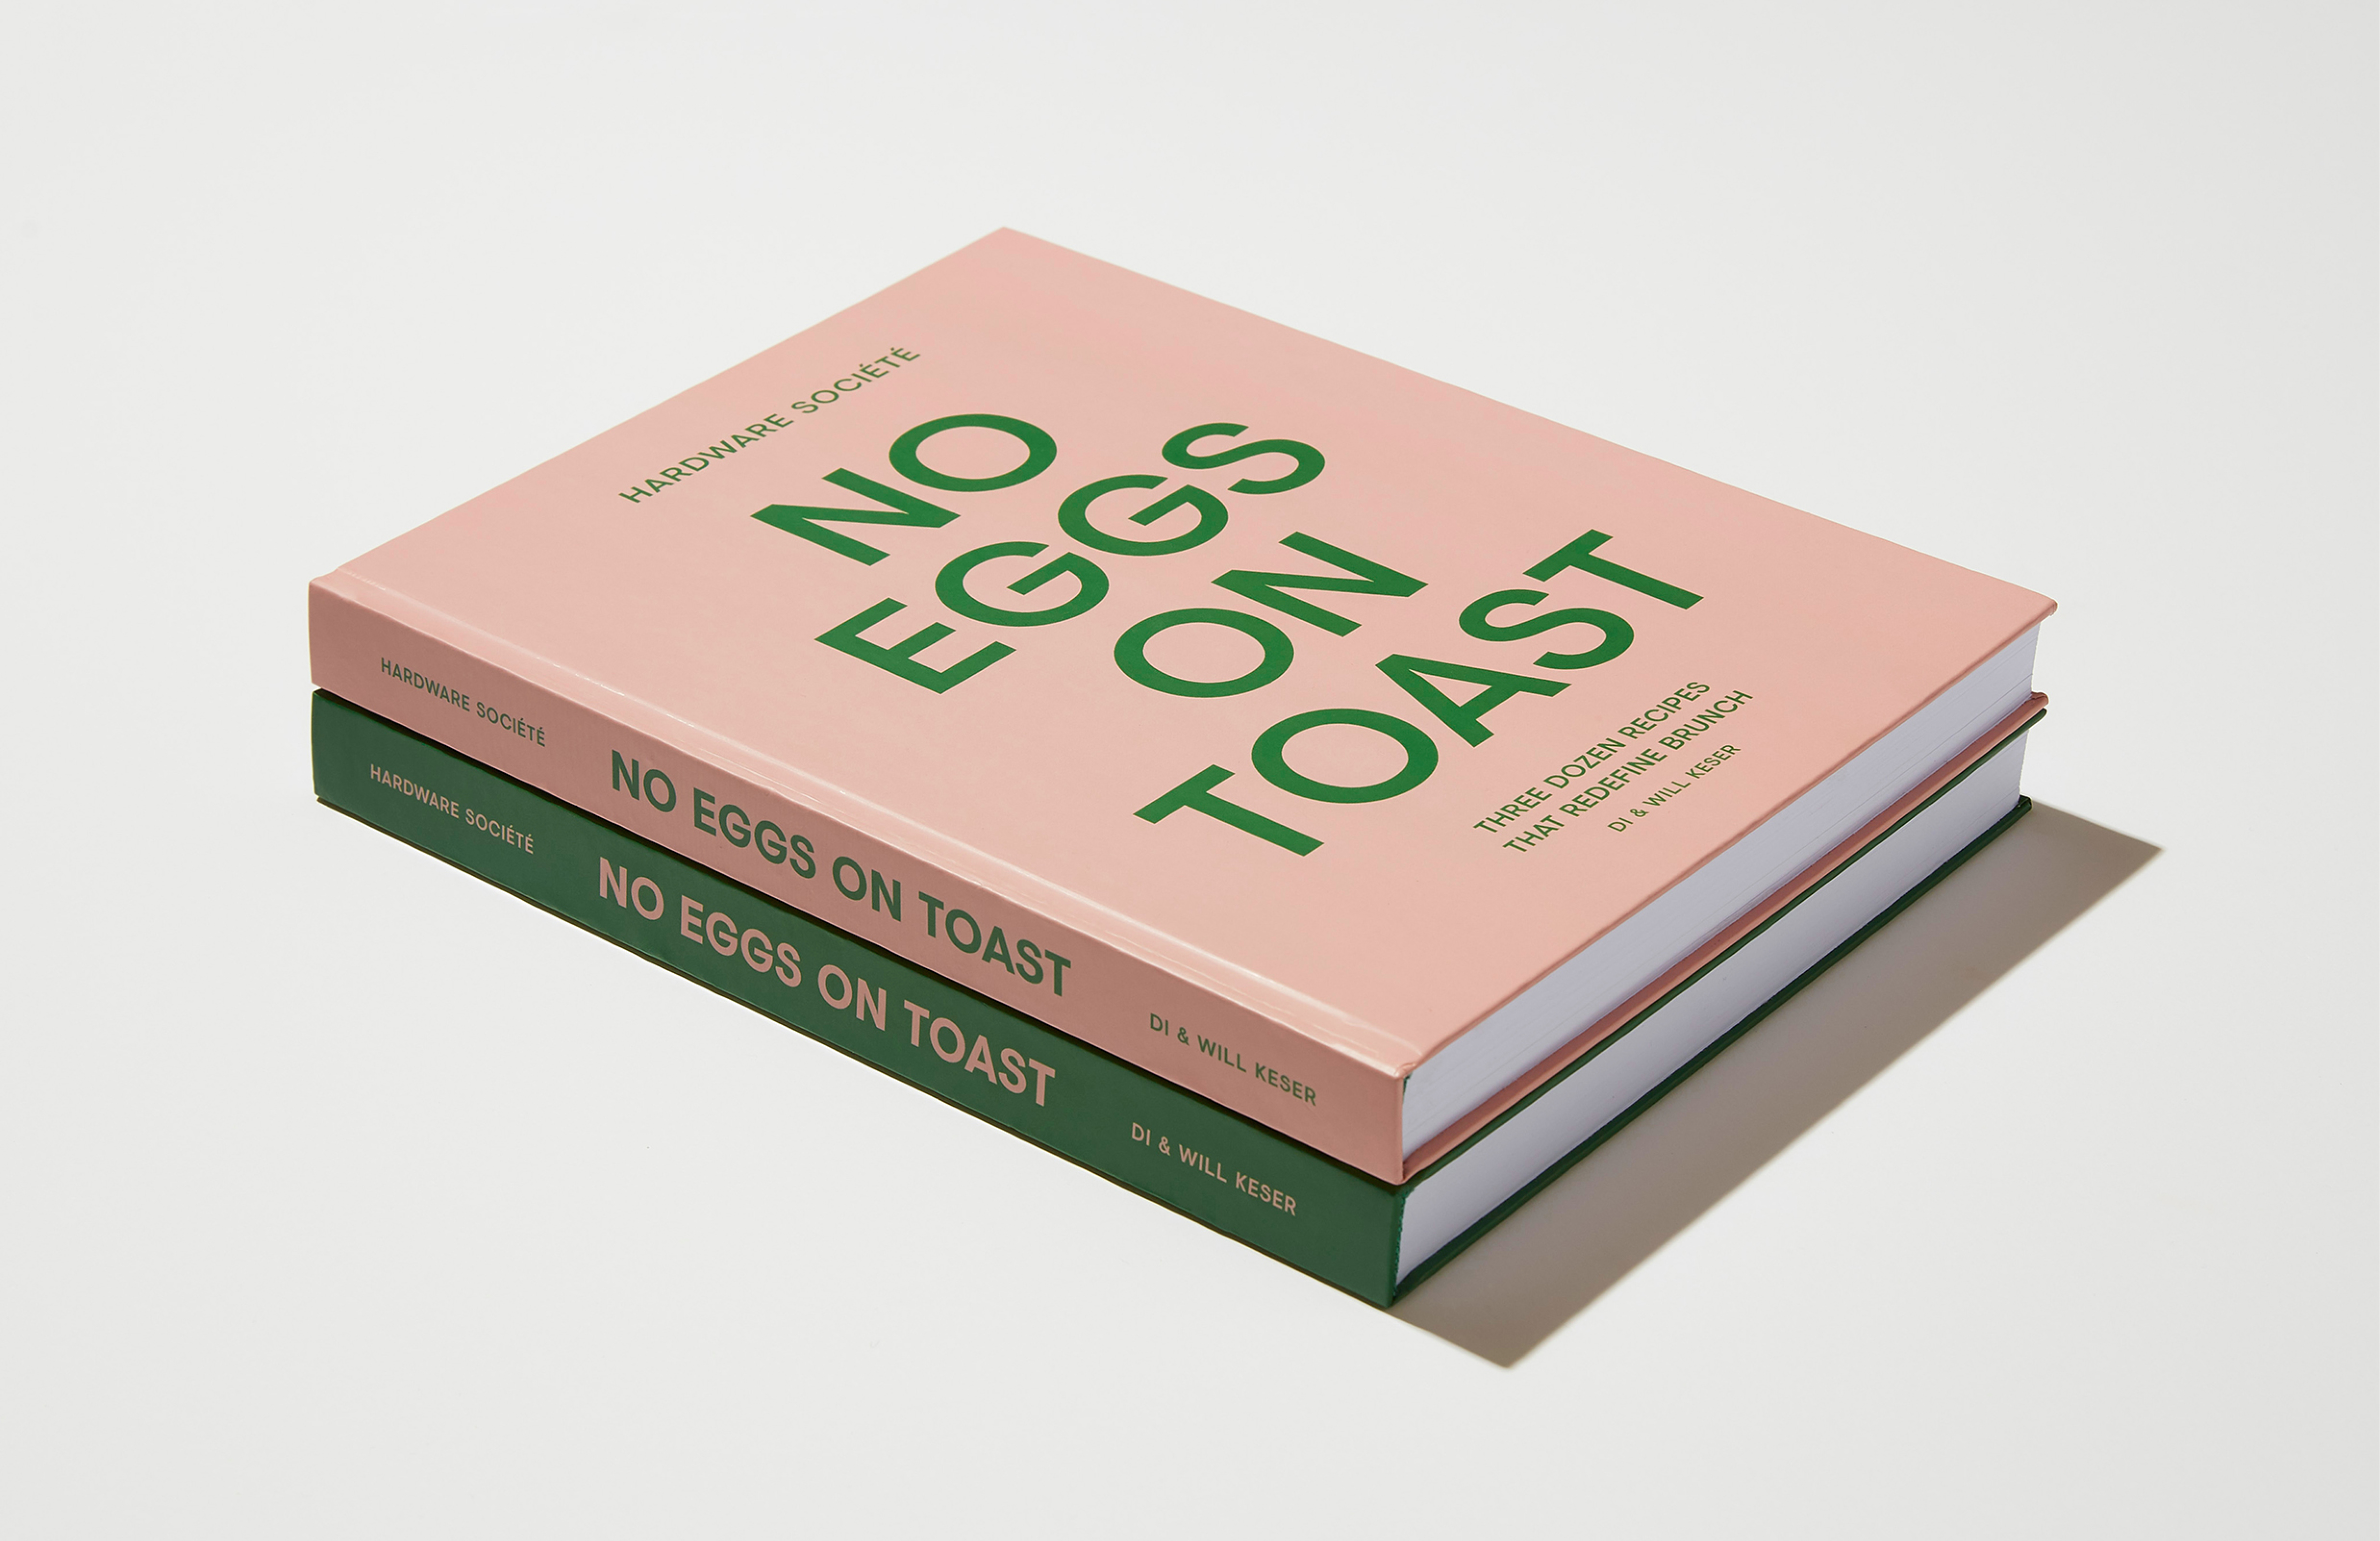 HARDWARE SOCIÉTÉ
NO
EGGS
ON
TOAST
THREE DOZEN RECIPES
THAT REDEFINE BRUNCH
DI & WILL KESER
HARDWARE SOCIÉTÉ NO EGGS ON TOAST DI & WILL KESER
HARDWARE SOCIÉTÉ NO EGGS ON TOAST DI & WILL KESER